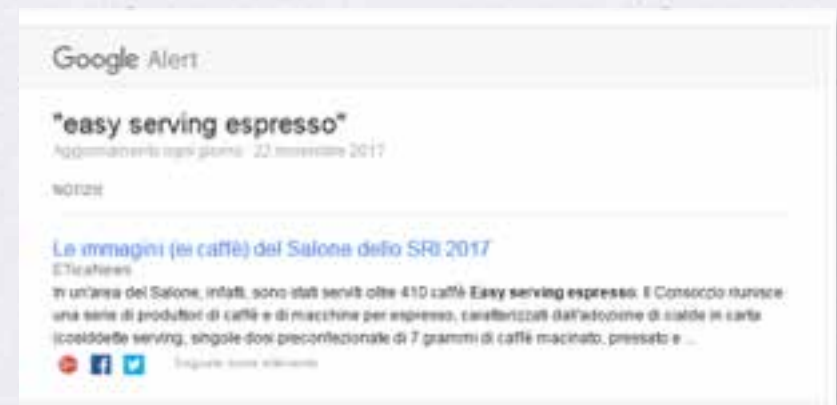 Google Alert
"easy serving espresso"
Aggiornamento ogni giorno · 22 novembre 2017
NOTIZIE
Le immagini (ei caffè) del Salone dello SRI 2017
ETicaNews
In un'area del Salone, infatti, sono stati serviti oltre 410 caffè Easy serving espresso. Il Consorzio riunisce
una serie di produttori di caffè e di macchine per espresso, caratterizzati dall'adozione di cialde in carta
(cosiddette serving, singole dosi preconfezionate di 7 grammi di caffè macinato, pressato e ...